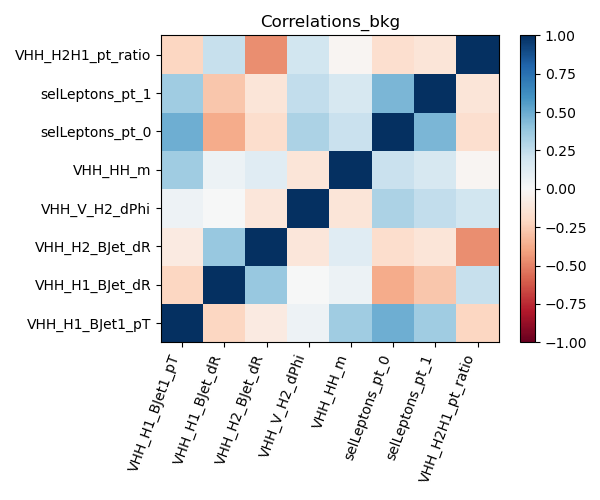 Correlations_bkg
VHH_H2H1_pt_ratio
selLeptons_pt_1
selLeptons_pt_0
VHH_HH_m
VHH_V_H2_dPhi
VHH_H2_BJet_dR
VHH_H1_BJet_dR
VHH_H1_BJet1_pT
VHH_H1_BJet1_pT
VHH_H1_BJet_dR
VHH_H2_BJet_dR
VHH_V_H2_dPhi
VHH_HH_m
selLeptons_pt_0
selLeptons_pt_1
VHH_H2H1_pt_ratio
1.00
0.75
0.50
0.25
0.00
−0.25
−0.50
−0.75
−1.00